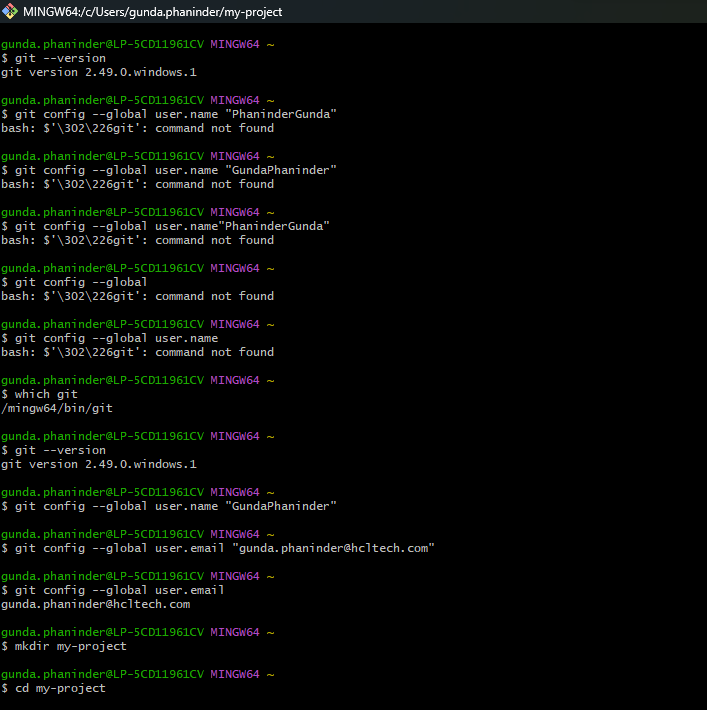 MINGW64:/c/Users/gunda.phaninder/my-project
gunda.phaninder@LP-5CD11961CV MINGW64 ~
$ git --version
git version 2.49.0.windows.1
gunda.phaninder@LP-5CD11961CV MINGW64 ~
$ git config --global user.name "PhaninderGunda"
bash: $'\302\226git': command not found
gunda.phaninder@LP-5CD11961CV MINGW64 ~
$ git config --global user.name "GundaPhaninder"
bash: $'\302\226git': command not found
gunda.phaninder@LP-5CD11961CV MINGW64 ~
$ git config --global user.name"PhaninderGunda"
bash: $'\302\226git': command not found
gunda.phaninder@LP-5CD11961CV MINGW64 ~
$ git config --global
bash: $'\302\226git': command not found
gunda.phaninder@LP-5CD11961CV MINGW64 ~
$ git config --global user.name
bash: $'\302\226git': command not found
gunda.phaninder@LP-5CD11961CV MINGW64 ~
$ which git
/mingw64/bin/git
gunda.phaninder@LP-5CD11961CV MINGW64 ~
$ git --version
git version 2.49.0.windows.1
gunda.phaninder@LP-5CD11961CV MINGW64 ~
$ git config --global user.name "GundaPhaninder"
gunda.phaninder@LP-5CD11961CV MINGW64 ~
$ git config --global user.email "gunda.phaninder@hcltech.com"
gunda.phaninder@LP-5CD11961CV MINGW64 ~
$ git config --global user.email
gunda.phaninder@hcltech.com
gunda.phaninder@LP-5CD11961CV MINGW64 ~
$ mkdir my-project
gunda.phaninder@LP-5CD11961CV MINGW64 ~
$ cd my-project